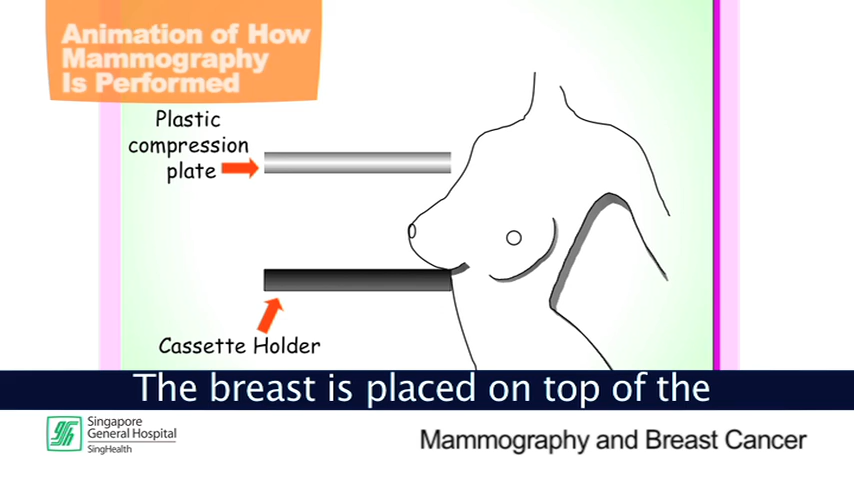 Animation of How
Mammography
Is Performed
Plastic
compression
plate
Cassette Holder
The breast is placed on top of the
Singapore
General Hospital
SingHealth
Mammography and Breast Cancer